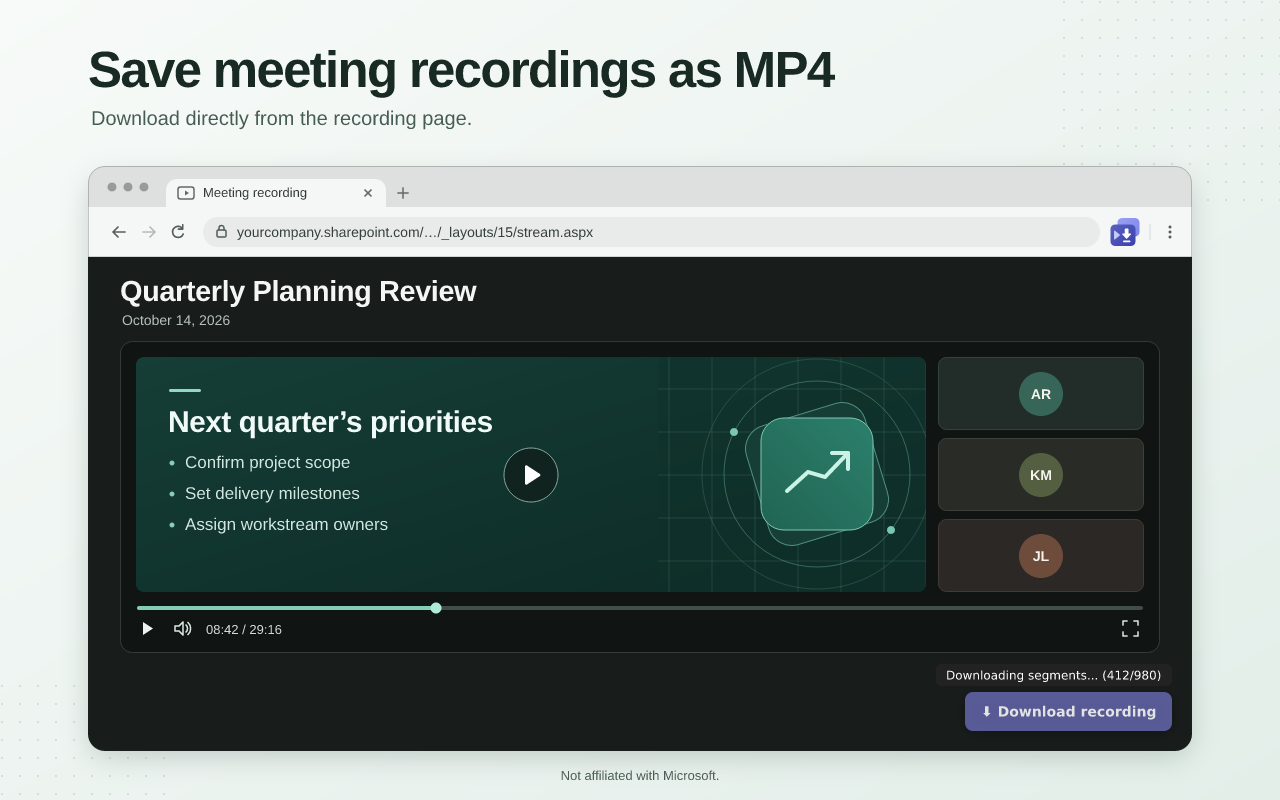 Save meeting recordings as MP4
Download directly from the recording page.
Meeting recording
yourcompany.sharepoint.com/…/_layouts/15/stream.aspx
Quarterly Planning Review
October 14, 2026
Next quarter’s priorities
• Confirm project scope
• Set delivery milestones
• Assign workstream owners
AR
KM
JL
08:42 / 29:16
Downloading segments... (412/980)
⬇ Download recording
Not affiliated with Microsoft.